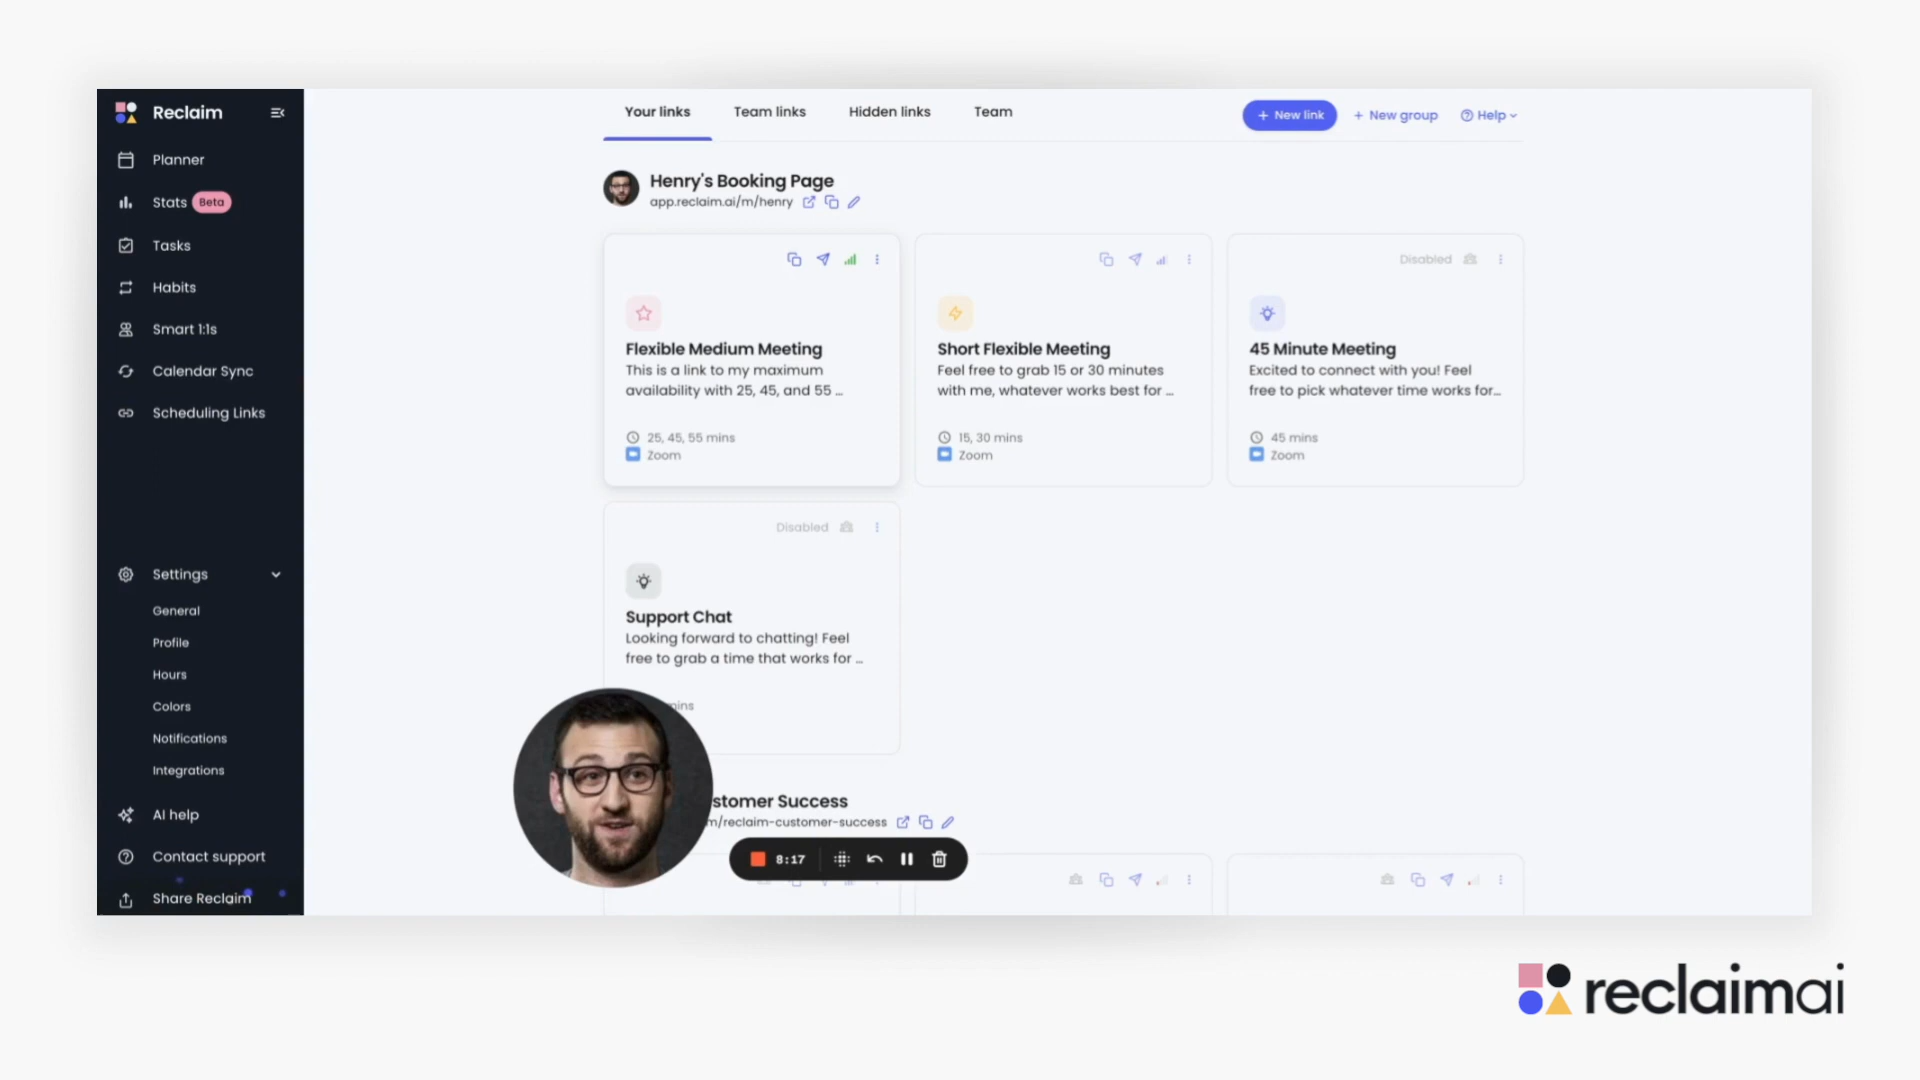 Reclaim
Planner
Stats Beta
Tasks
Habits
Smart 1:1s
Calendar Sync
Scheduling Links
Settings
General
Profile
Hours
Colors
Notifications
Integrations
AI help
Contact support
Share Reclaim
Your links Team links Hidden links Team
+ New link + New group Help
Henry's Booking Page
app.reclaim.ai/m/henry
Flexible Medium Meeting
This is a link to my maximum
availability with 25, 45, and 55 ...
25, 45, 55 mins
Zoom
Short Flexible Meeting
Feel free to grab 15 or 30 minutes
with me, whatever works best for ...
15, 30 mins
Zoom
Disabled
45 Minute Meeting
Excited to connect with you! Feel
free to pick whatever time works for...
45 mins
Zoom
Disabled
Support Chat
Looking forward to chatting! Feel
free to grab a time that works for ...
mins
stomer Success
m/reclaim-customer-success
8:17
reclaimai